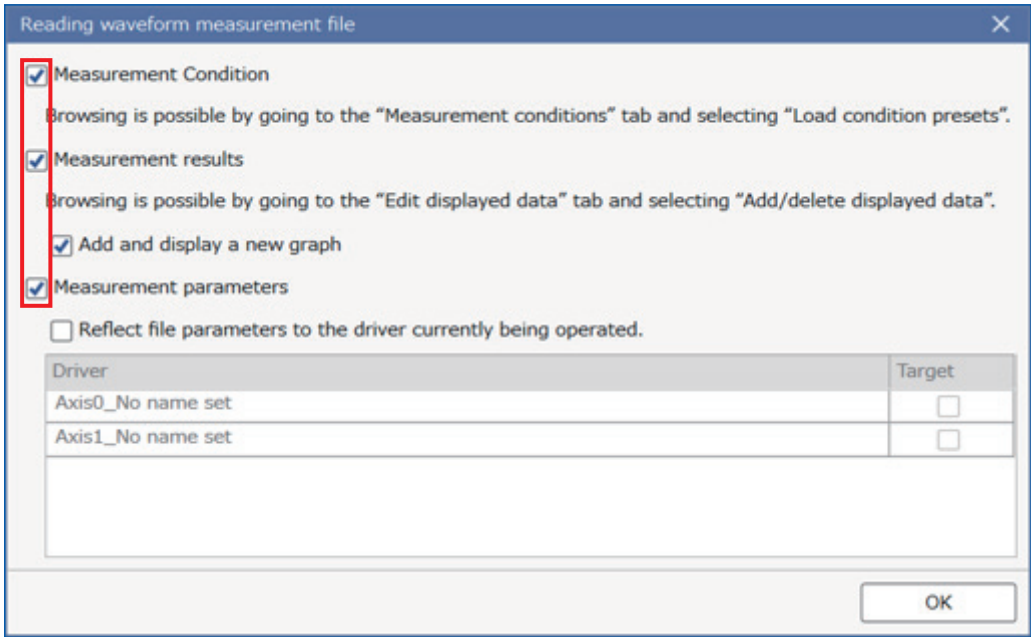 Reading waveform measurement file
Measurement Condition
Browsing is possible by going to the “Measurement conditions” tab and selecting “Load condition presets”.
Measurement results
Browsing is possible by going to the “Edit displayed data” tab and selecting “Add/delete displayed data”.
Add and display a new graph
Measurement parameters
Reflect file parameters to the driver currently being operated.
Driver Target
Axis0_No name set
Axis1_No name set
OK